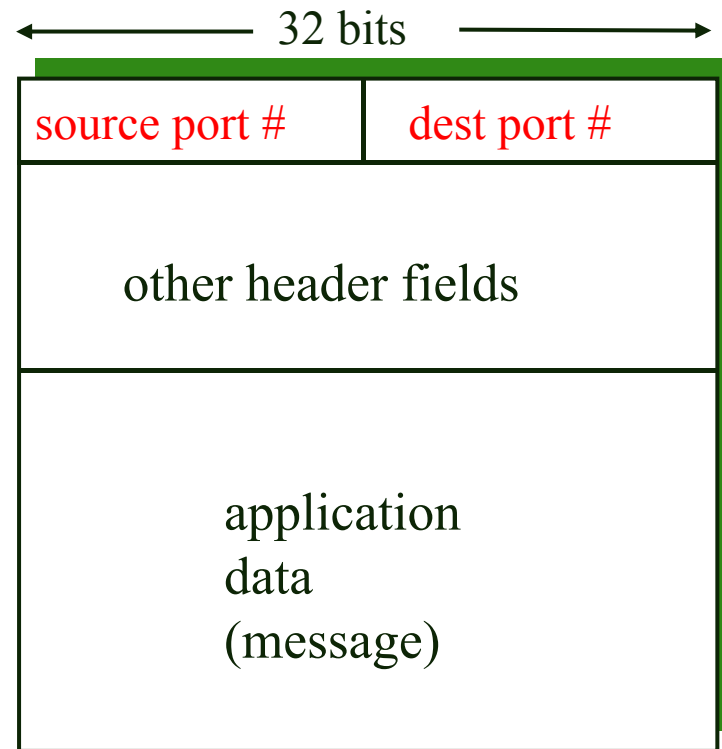 32 bits
source port # dest port #
other header fields
application
data
(message)